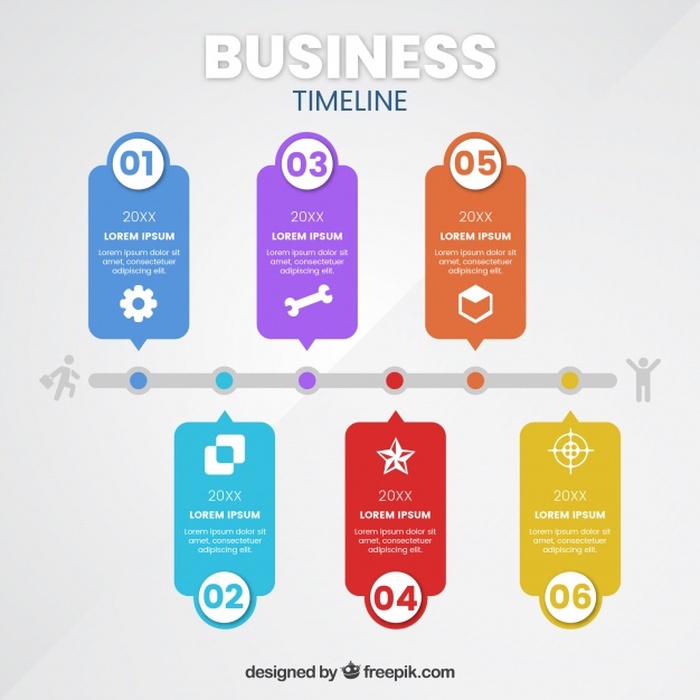 BUSINESS
TIMELINE
01
20XX
LOREM IPSUM
Lorem ipsum dolor sit
amet, consectetuer
adipiscing elit.
03
20XX
LOREM IPSUM
Lorem ipsum dolor sit
amet, consectetuer
adipiscing elit.
05
20XX
LOREM IPSUM
Lorem ipsum dolor sit
amet, consectetuer
adipiscing elit.
20XX
LOREM IPSUM
Lorem ipsum dolor sit
amet, consectetuer
adipiscing elit.
02
20XX
LOREM IPSUM
Lorem ipsum dolor sit
amet, consectetuer
adipiscing elit.
04
20XX
LOREM IPSUM
Lorem ipsum dolor sit
amet, consectetuer
adipiscing elit.
06
designed by freepik.com